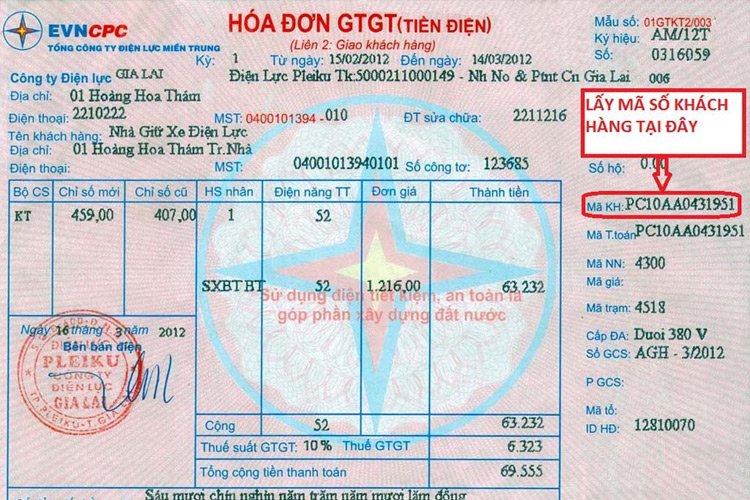 EVNCPC
TỔNG CÔNG TY ĐIỆN LỰC MIỀN TRUNG
HÓA ĐƠN GTGT (TIỀN ĐIỆN)
(Liên 2: Giao khách hàng)
Mẫu số: 01GTKT2/003
Ký hiệu: AM/12T
Số: 0316059
Kỳ: 1 Từ ngày: 15/02/2012 Đến ngày: 14/03/2012
Công ty Điện lực GIA LAI Điện Lực Pleiku Tk:5000211000149 - Nh No & Ptnt Cn Gia Lai 006
Địa chỉ: 01 Hoàng Hoa Thám
Điện thoại: 2210222 MST: 0400101394 -010 ĐT sửa chữa: 2211216
Tên khách hàng: Nhà Giữ Xe Điện Lực
Địa chỉ: 01 Hoàng Hoa Thám Tr.Nhà
Điện thoại: MST: 04001013940101 Số công tơ: 123685
LẤY MÃ SỐ KHÁCH
HÀNG TẠI ĐÂY
Số hộ: 0.00
Mã KH: PC10AA0431951
Mã T.toán: PC10AA0431951
Mã NN: 4300
Mã giá:
Mã trạm: 4518
Cấp ĐA: Duoi 380 V
Số GCS: AGH - 3/2012
P GCS:
Mã tổ:
ID HĐ: 12810070
Bộ CS Chỉ số mới Chỉ số cũ HS nhân Điện năng TT Đơn giá Thành tiền
KT 459,00 407,00 1 52
SXBT BT 52 1,216.00 63.232
Sử dụng điện tiết kiệm, an toàn là
góp phần xây dựng đất nước
Ngày 16 tháng 3 năm 2012
Bên bán điện
ĐIỆN LỰC
PLEIKU
CÔNG TY
ĐIỆN LỰC
GIA LAI
TP.PLEIKU-T.GIA
Cộng 52 63.232
Thuế suất GTGT: 10% Thuế GTGT 6.323
Tổng cộng tiền thanh toán 69.555
Sáu mươi chín nghìn năm trăm năm mươi lăm đồng